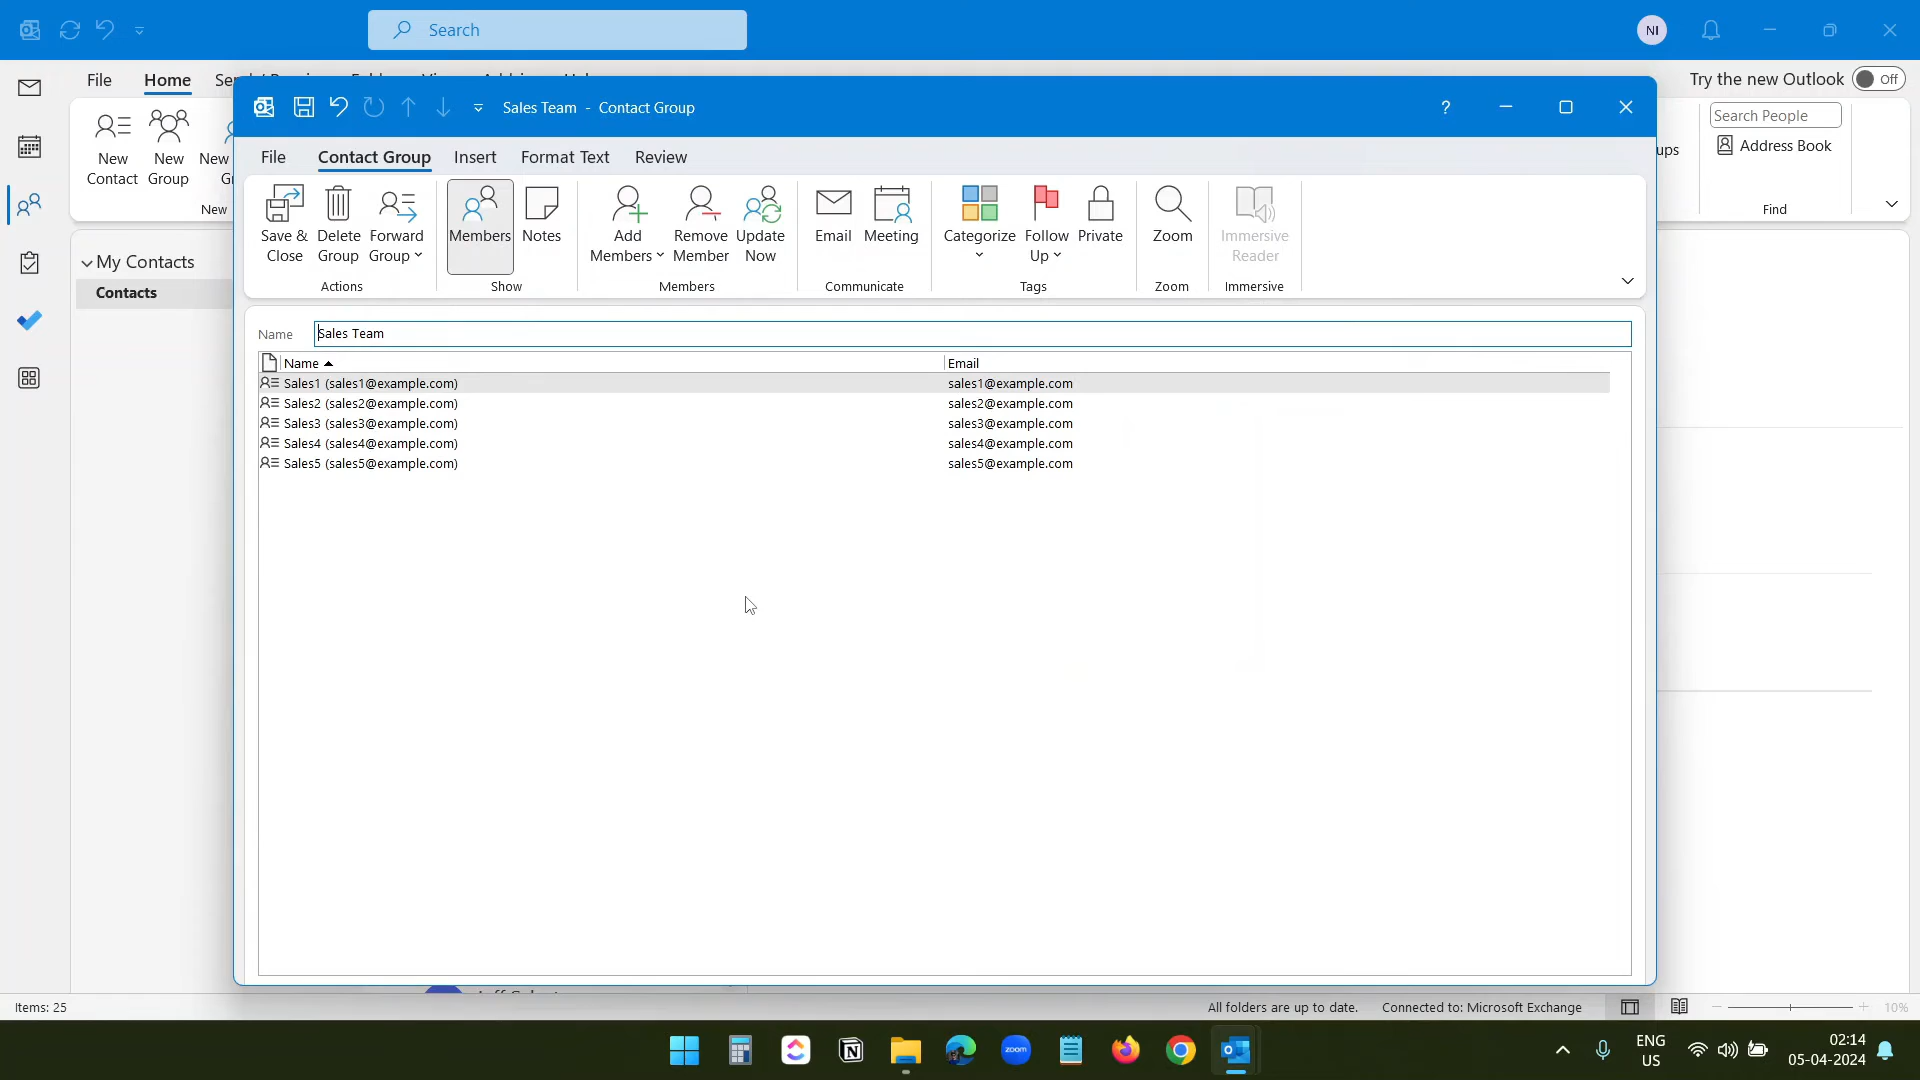 Search
NI
File Home
Try the new Outlook Off
New Contact
New Group
New
New
Search People
Address Book
Find
My Contacts
Contacts
Sales Team - Contact Group
?
File Contact Group Insert Format Text Review
Save & Close
Delete Group
Forward Group
Actions
Members
Notes
Show
Add Members
Remove Member
Update Now
Members
Email
Meeting
Communicate
Categorize
Follow Up
Private
Tags
Zoom
Zoom
Immersive Reader
Immersive
Name Sales Team
Name Email
Sales1 (sales1@example.com) sales1@example.com
Sales2 (sales2@example.com) sales2@example.com
Sales3 (sales3@example.com) sales3@example.com
Sales4 (sales4@example.com) sales4@example.com
Sales5 (sales5@example.com) sales5@example.com
Items: 25
All folders are up to date. Connected to: Microsoft Exchange
10%
zoom
ENG
US
02:14
05-04-2024